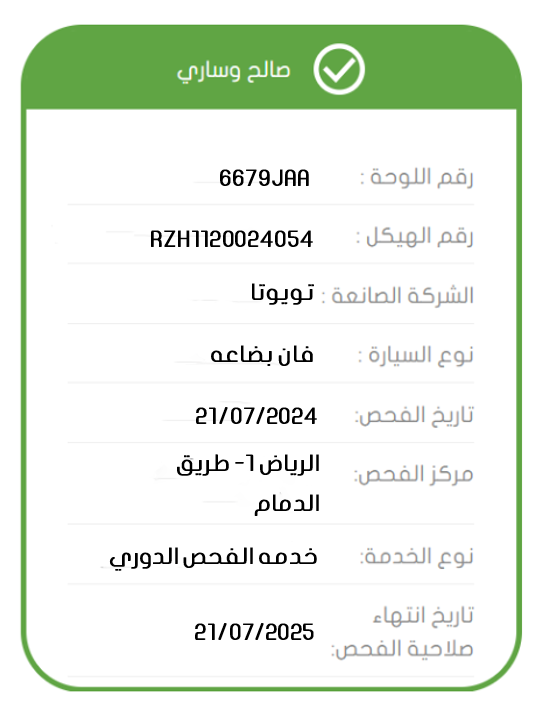 صالح وساري
رقم اللوحة : 6679JAA
رقم الهيكل : RZH1120024054
الشركة الصانعة : تويوتا
نوع السيارة : فان بضاعه
تاريخ الفحص: 21/07/2024
مركز الفحص: الرياض 1- طريق
الدمام
نوع الخدمة: خدمه الفحص الدوري
تاريخ انتهاء
صلاحية الفحص: 21/07/2025